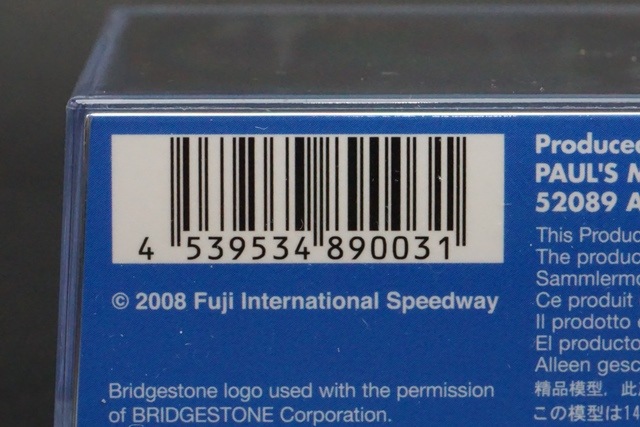 4 539534 890031
© 2008 Fuji International Speedway
Bridgestone logo used with the permission
of BRIDGESTONE Corporation.
Produced
PAUL'S M
52089 A
This Produc
The produc
Sammlermo
Ce produit
Il prodotto
El producto
Alleen gesc
精品模型，此
この模型は14